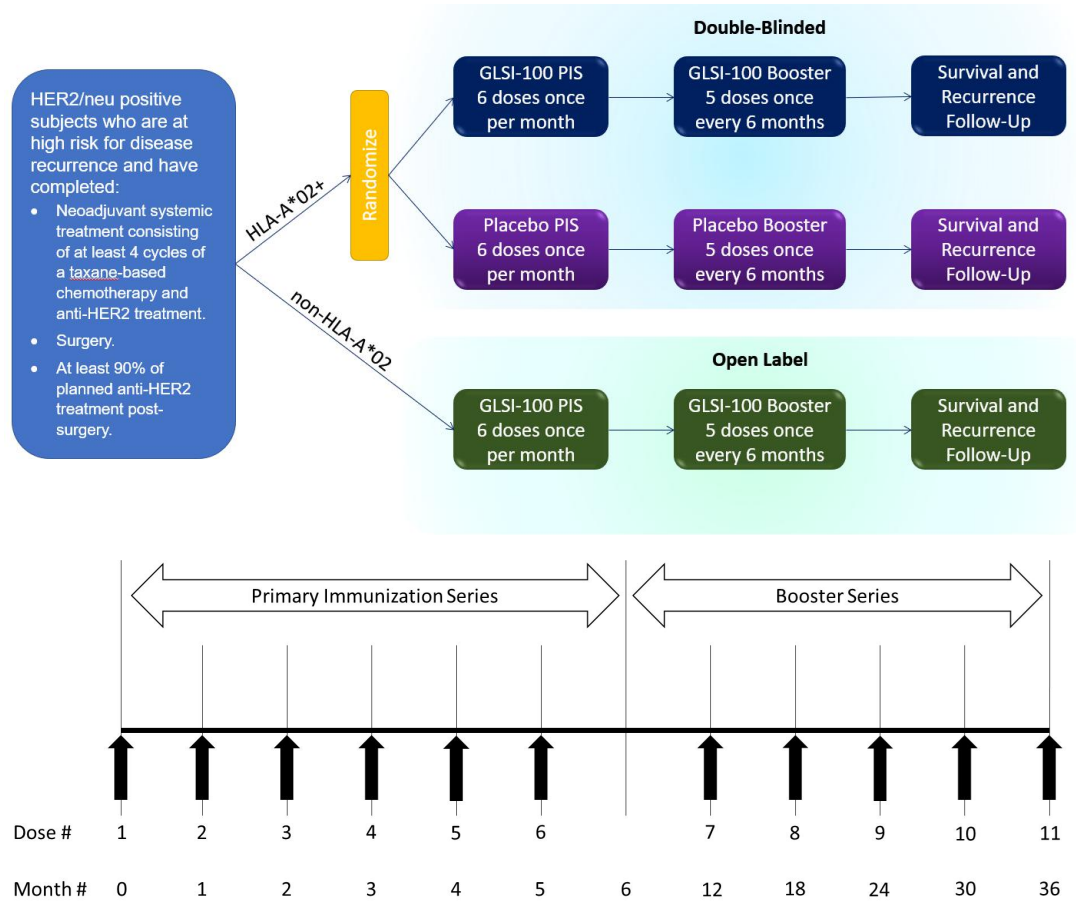 Double-Blinded
HER2/neu positive
subjects who are at
high risk for disease
recurrence and have
completed:
• Neoadjuvant systemic
treatment consisting
of at least 4 cycles of
a taxane-based
chemotherapy and
anti-HER2 treatment.
• Surgery.
• At least 90% of
planned anti-HER2
treatment post-
surgery.
HLA-A*02+
non-HLA-A*02
Randomize
GLSI-100 PIS
6 doses once
per month
GLSI-100 Booster
5 doses once
every 6 months
Survival and
Recurrence
Follow-Up
Placebo PIS
6 doses once
per month
Placebo Booster
5 doses once
every 6 months
Survival and
Recurrence
Follow-Up
Open Label
GLSI-100 PIS
6 doses once
per month
GLSI-100 Booster
5 doses once
every 6 months
Survival and
Recurrence
Follow-Up
Primary Immunization Series
Booster Series
Dose # 1 2 3 4 5 6 7 8 9 10 11
Month # 0 1 2 3 4 5 6 12 18 24 30 36